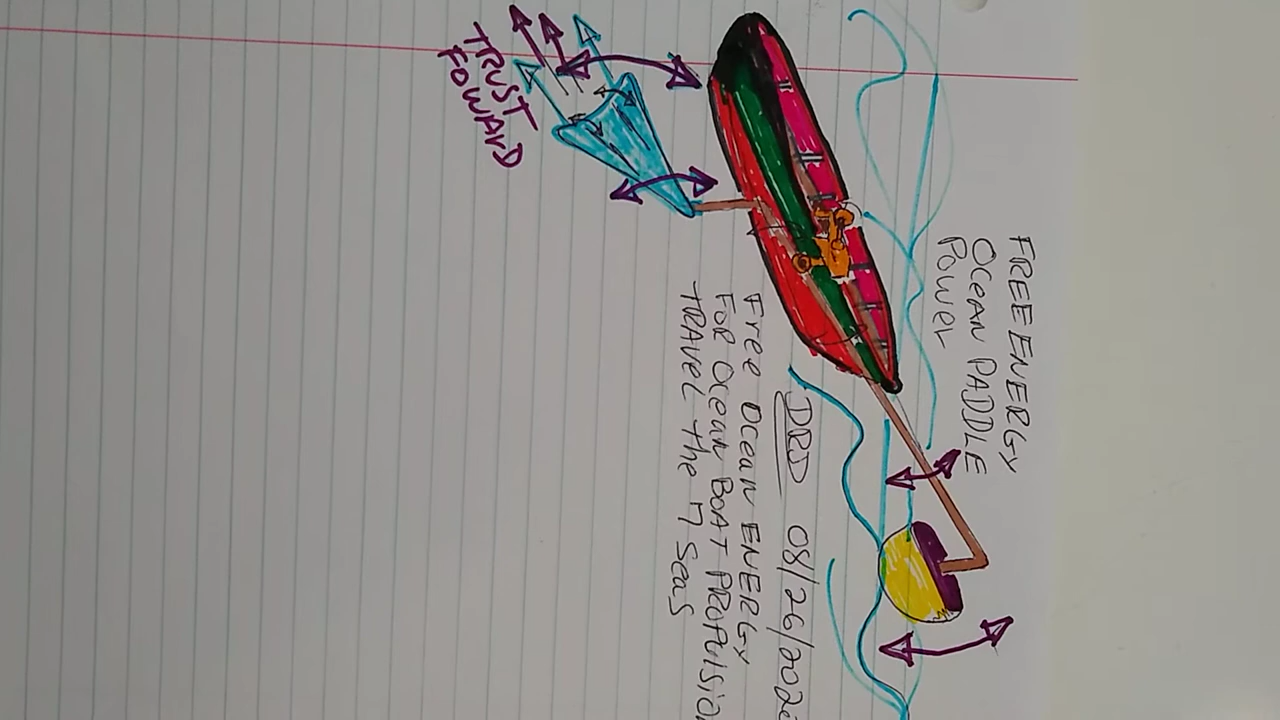 FREE ENERGY
OCEAN PADDLE
POWER
DRD 08/26/202
Free Ocean ENERGY
FOR Ocean BOAT PROPULSION
TRAVEL the 7 Seas
TRUST
FOWARD